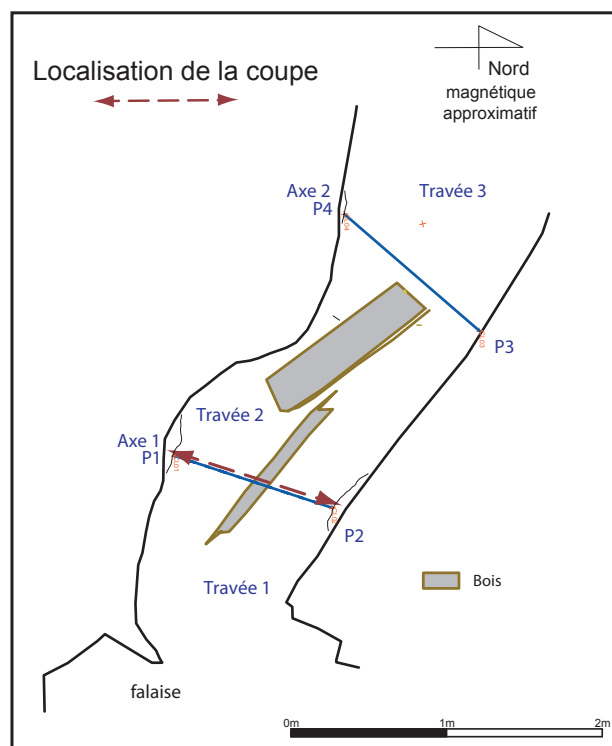 Localisation de la coupe
Nord
magnétique
approximatif
Axe 2
P4
Travée 3
P3
Travée 2
Axe 1
P1
P2
Travée 1
Bois
falaise
0m
1m
2m